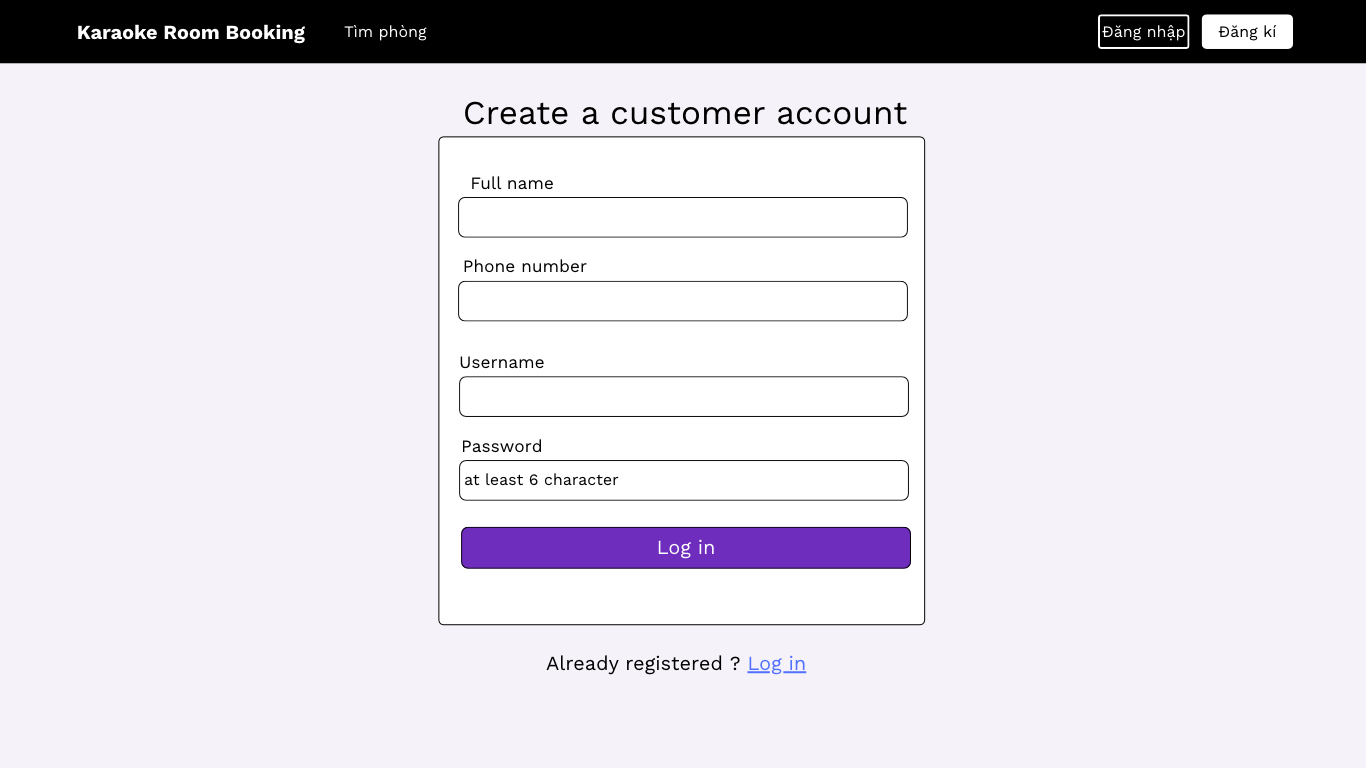 Karaoke Room Booking Tìm phòng Đăng nhập Đăng kí
Create a customer account
Full name
Phone number
Username
Password
at least 6 character
Log in
Already registered ? Log in